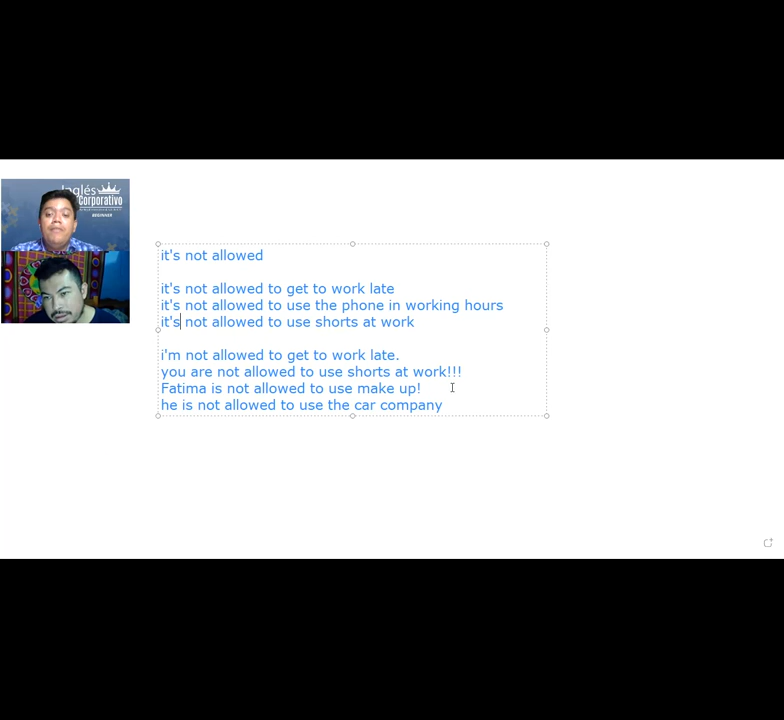 Inglés
Corporativo
BEGINNER
it's not allowed
it's not allowed to get to work late
it's not allowed to use the phone in working hours
it's not allowed to use shorts at work
i'm not allowed to get to work late.
you are not allowed to use shorts at work!!!
Fatima is not allowed to use make up!
he is not allowed to use the car company